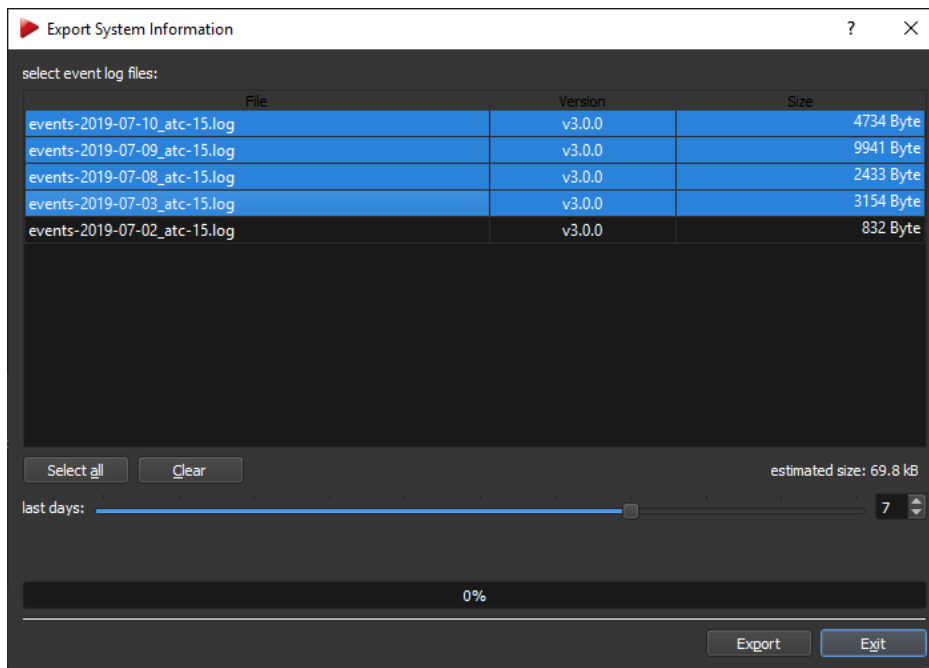 Export System Information ?
select event log files:
File Version Size
events-2019-07-10_atc-15.log v3.0.0 4734 Byte
events-2019-07-09_atc-15.log v3.0.0 9941 Byte
events-2019-07-08_atc-15.log v3.0.0 2433 Byte
events-2019-07-03_atc-15.log v3.0.0 3154 Byte
events-2019-07-02_atc-15.log v3.0.0 832 Byte
Select all Clear estimated size: 69.8 kB
last days: 7
0%
Export Exit